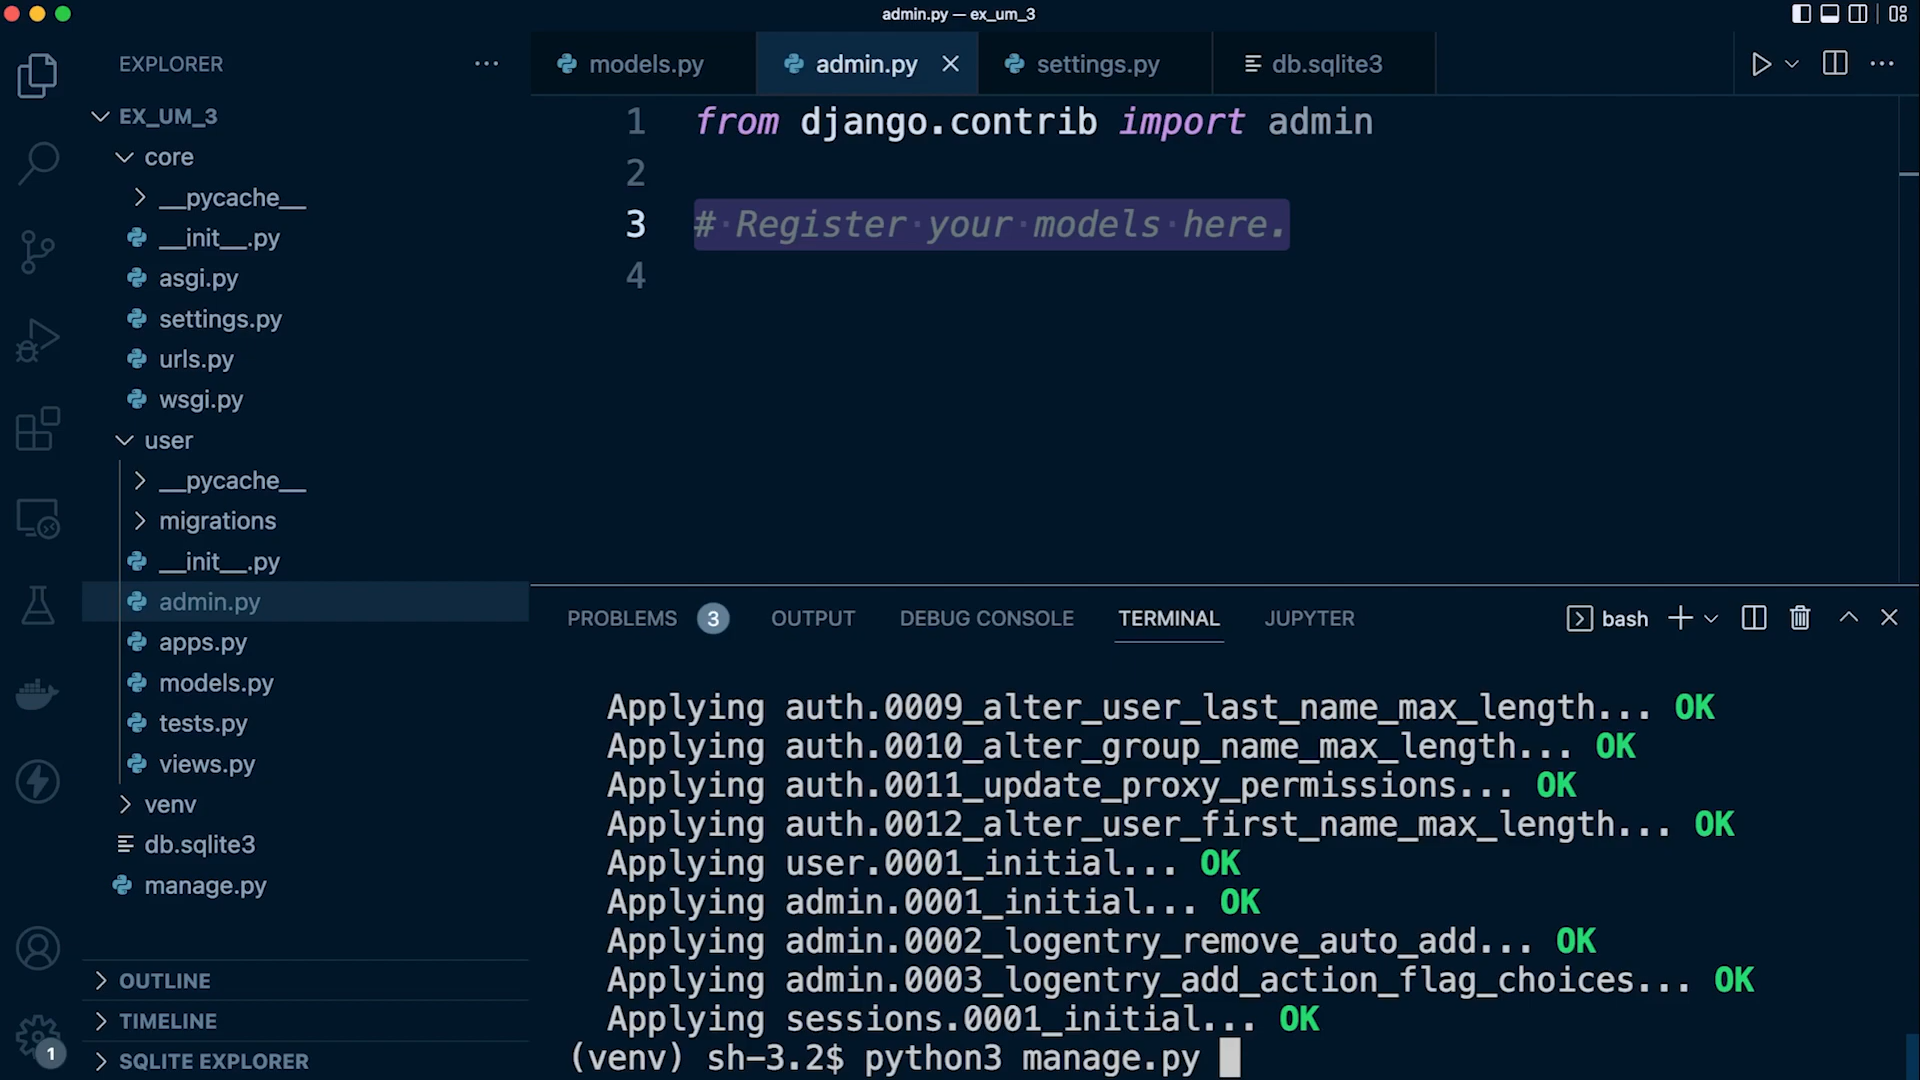 admin.py — ex_um_3
EXPLORER
EX_UM_3
core
__pycache__
__init__.py
asgi.py
settings.py
urls.py
wsgi.py
user
__pycache__
migrations
__init__.py
admin.py
apps.py
models.py
tests.py
views.py
venv
db.sqlite3
manage.py
OUTLINE
TIMELINE
SQLITE EXPLORER
1
models.py admin.py settings.py db.sqlite3
1 from django.contrib import admin
2
3 # Register your models here.
4
PROBLEMS 3 OUTPUT DEBUG CONSOLE TERMINAL JUPYTER bash
Applying auth.0009_alter_user_last_name_max_length... OK
Applying auth.0010_alter_group_name_max_length... OK
Applying auth.0011_update_proxy_permissions... OK
Applying auth.0012_alter_user_first_name_max_length... OK
Applying user.0001_initial... OK
Applying admin.0001_initial... OK
Applying admin.0002_logentry_remove_auto_add... OK
Applying admin.0003_logentry_add_action_flag_choices... OK
Applying sessions.0001_initial... OK
(venv) sh-3.2$ python3 manage.py